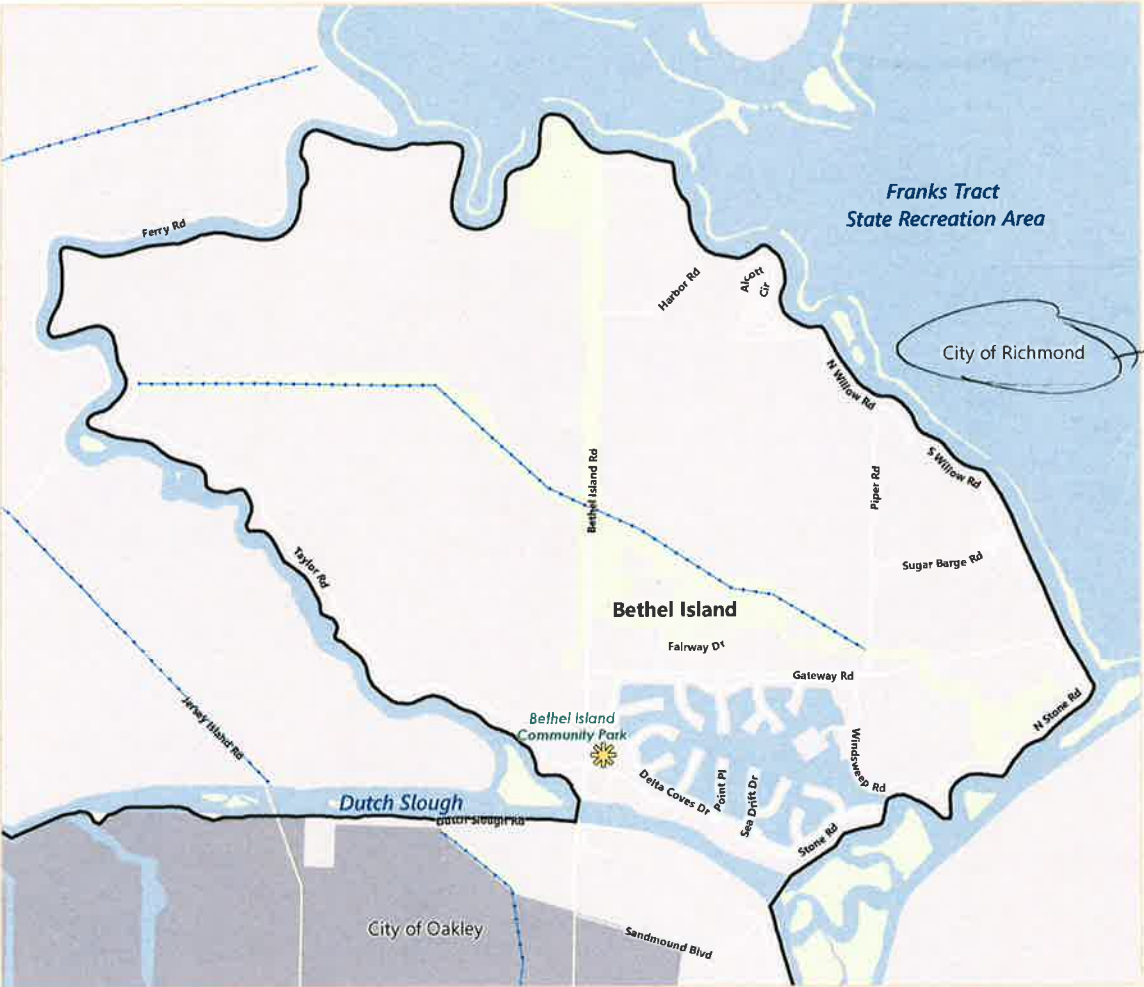 Franks Tract
State Recreation Area
Ferry Rd
Harbor Rd
Alcott
Cir
City of Richmond
N Willow Rd
S Willow Rd
Bethel Island Rd
Piper Rd
Taylor Rd
Sugar Barge Rd
Bethel Island
Fairway Dr
Gateway Rd
Jersey Island Rd
Bethel Island
Community Park
N Stone Rd
Windsweep Rd
Delta Coves Dr
Point Pl
Sea Drift Dr
Dutch Slough
Dutch Slough Rd
Stone Rd
City of Oakley
Sandmound Blvd